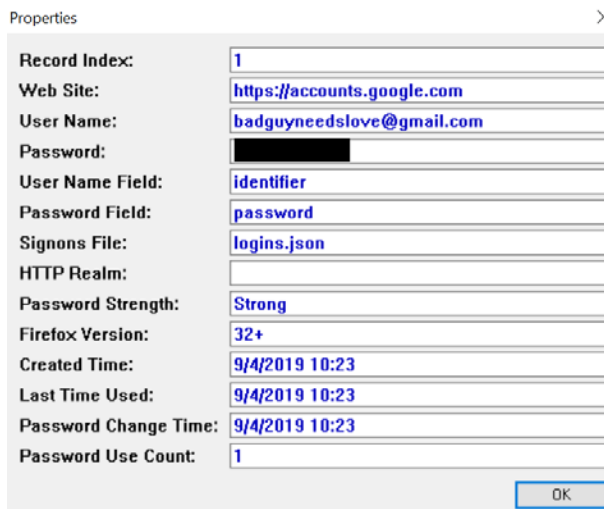 Properties
Record Index: 1
Web Site: https://accounts.google.com
User Name: badguyneedslove@gmail.com
Password:
User Name Field: identifier
Password Field: password
Signons File: logins.json
HTTP Realm:
Password Strength: Strong
Firefox Version: 32+
Created Time: 9/4/2019 10:23
Last Time Used: 9/4/2019 10:23
Password Change Time: 9/4/2019 10:23
Password Use Count: 1
OK